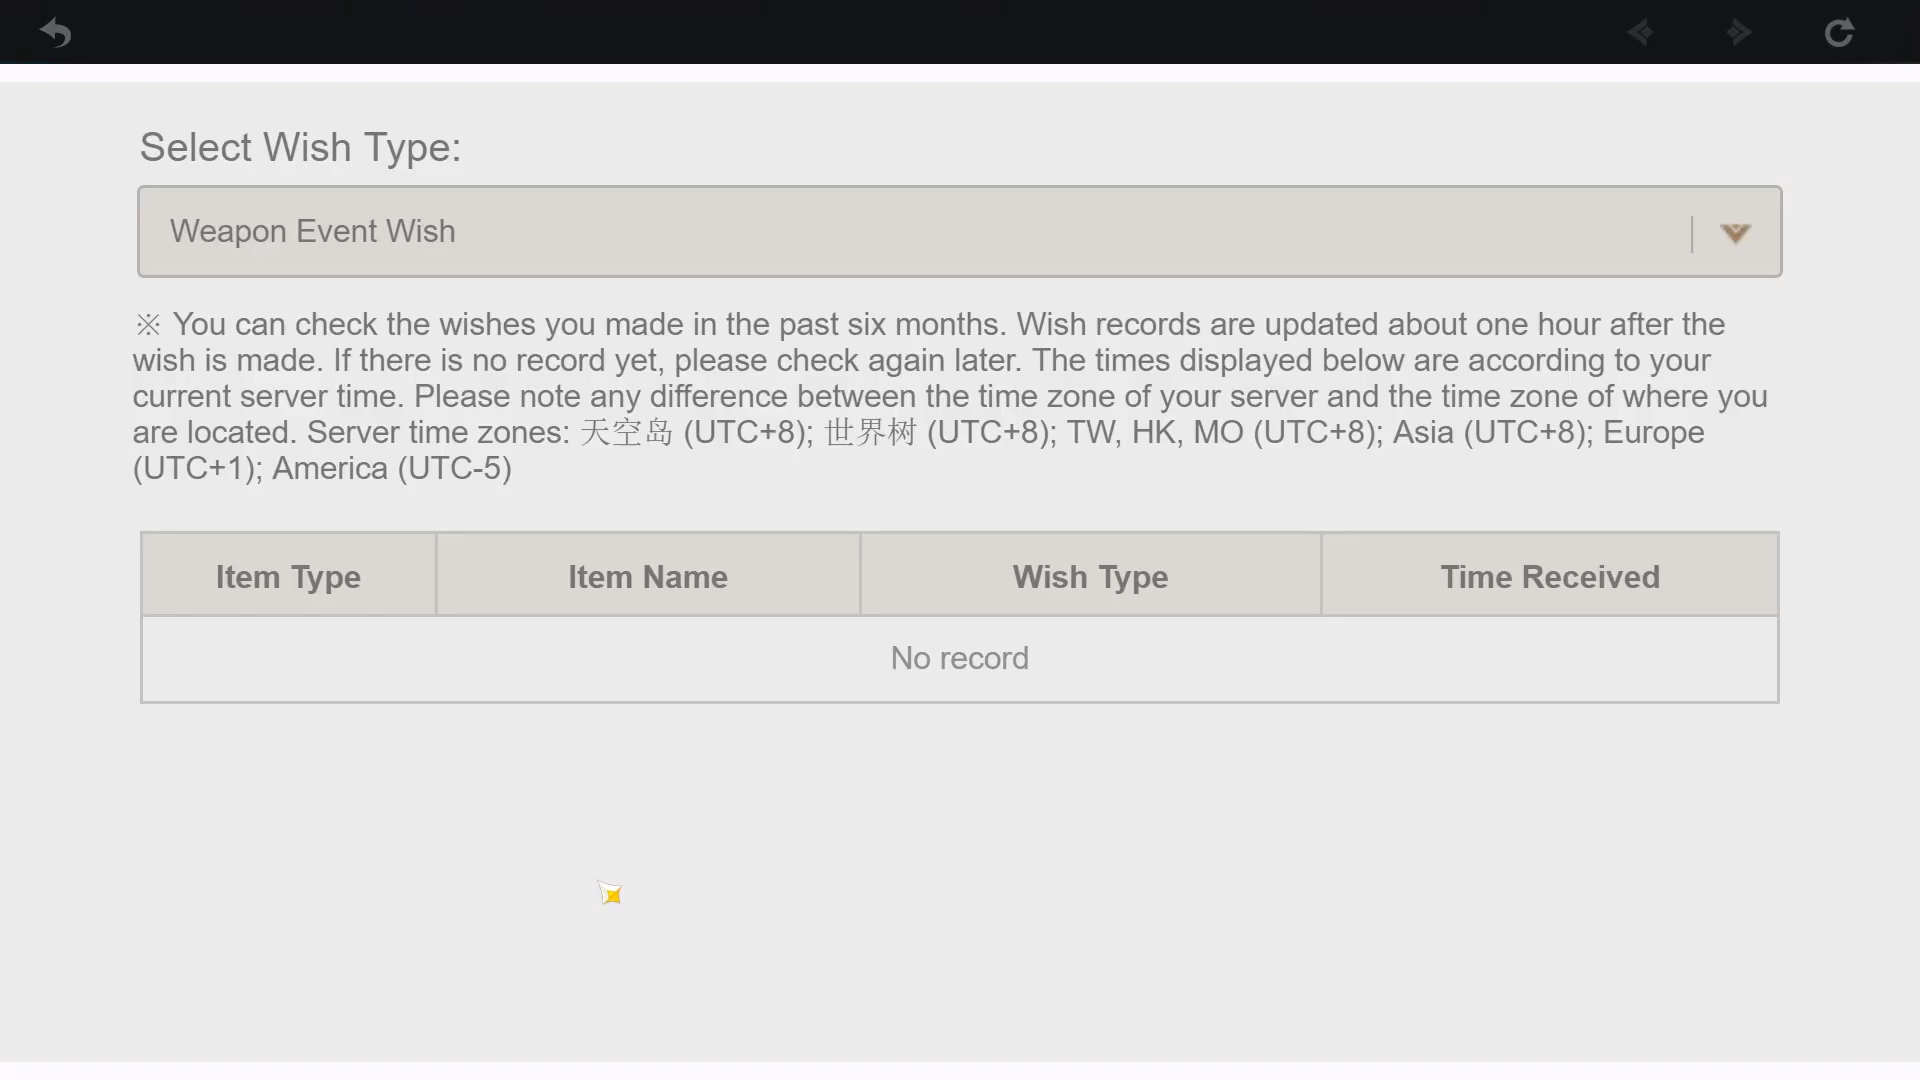 Select Wish Type:
Weapon Event Wish
※ You can check the wishes you made in the past six months. Wish records are updated about one hour after the
wish is made. If there is no record yet, please check again later. The times displayed below are according to your
current server time. Please note any difference between the time zone of your server and the time zone of where you
are located. Server time zones: 天空岛 (UTC+8); 世界树 (UTC+8); TW, HK, MO (UTC+8); Asia (UTC+8); Europe
(UTC+1); America (UTC-5)
Item Type Item Name Wish Type Time Received
No record